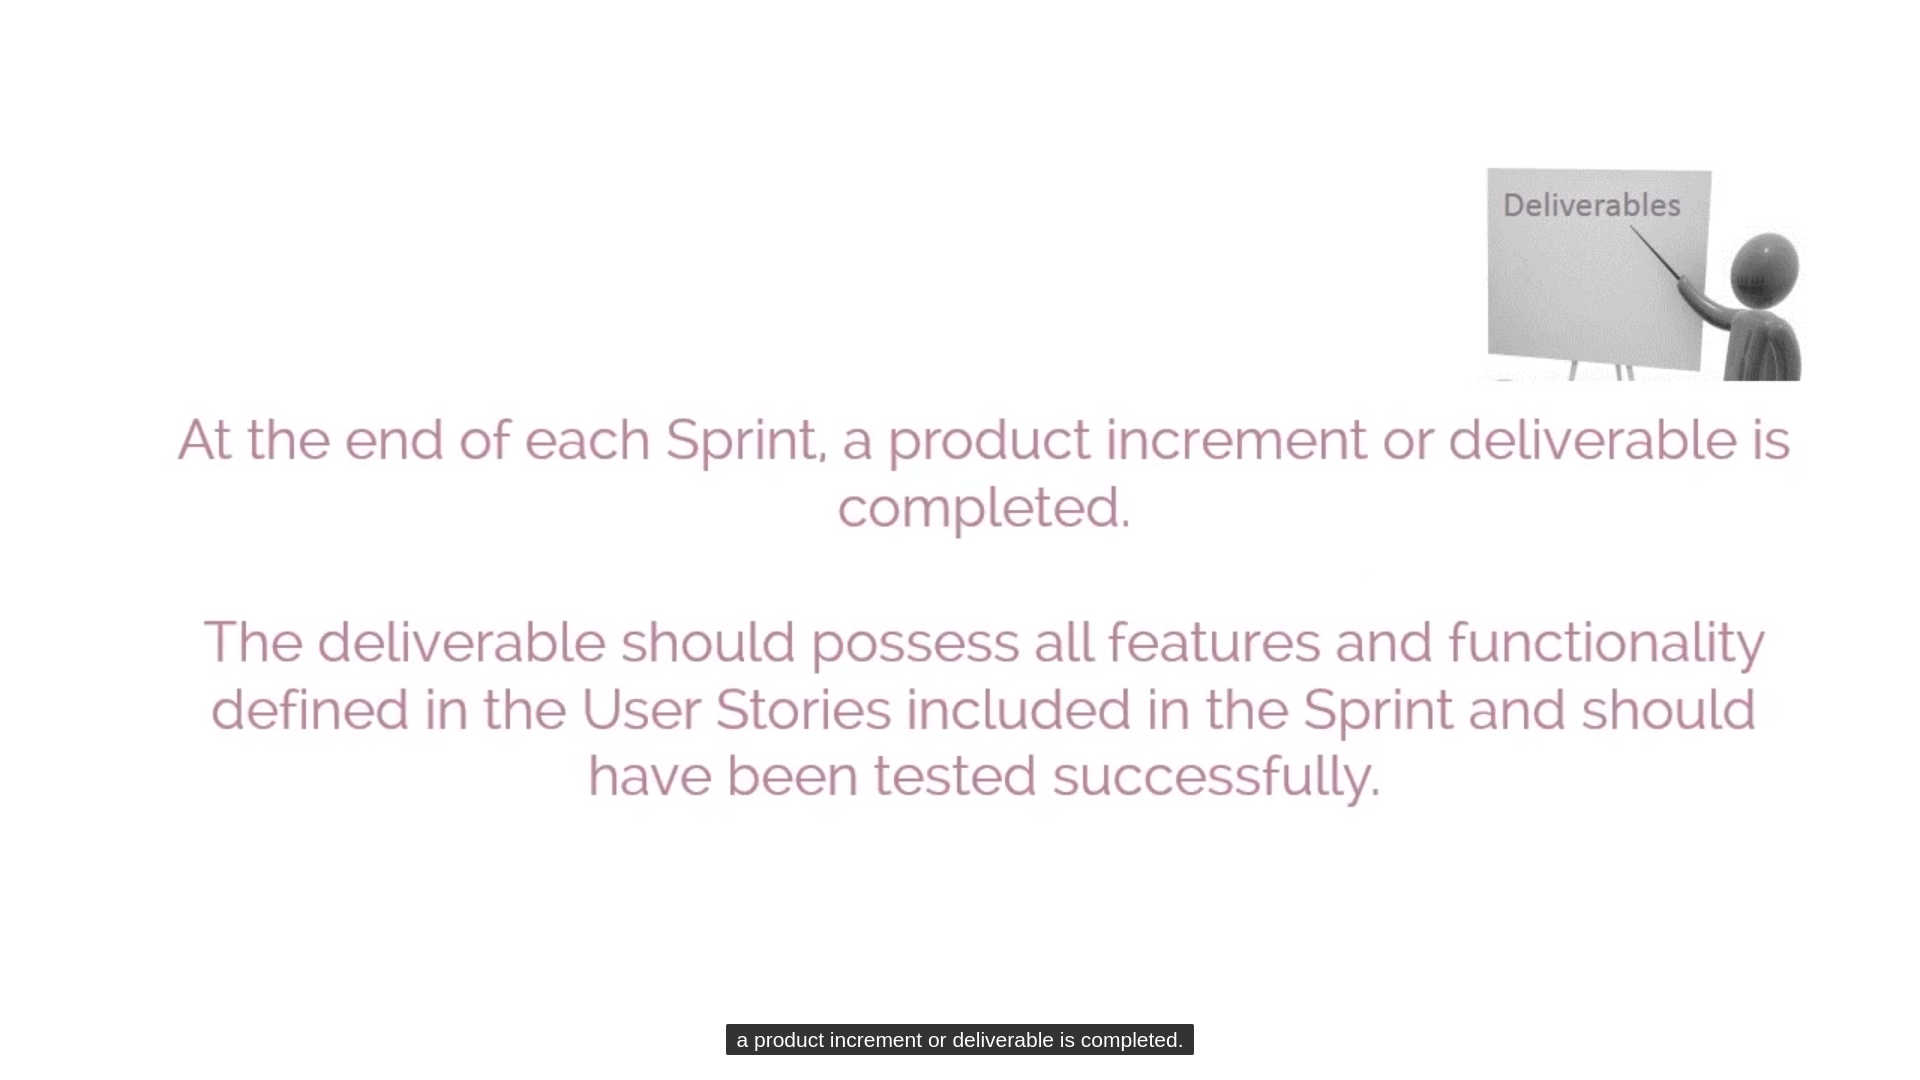 Deliverables
At the end of each Sprint, a product increment or deliverable is
completed.
The deliverable should possess all features and functionality
defined in the User Stories included in the Sprint and should
have been tested successfully.
a product increment or deliverable is completed.